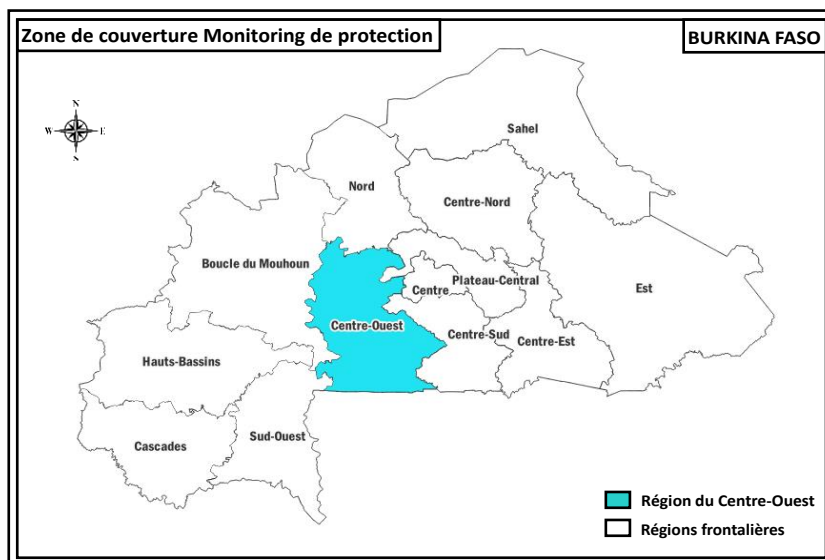 Zone de couverture Monitoring de protection
BURKINA FASO
N
W E
S
Sahel
Nord
Centre-Nord
Boucle du Mouhoun
Plateau-Central
Centre
Est
Centre-Ouest
Centre-Sud
Centre-Est
Hauts-Bassins
Sud-Ouest
Cascades
Région du Centre-Ouest
Régions frontalières